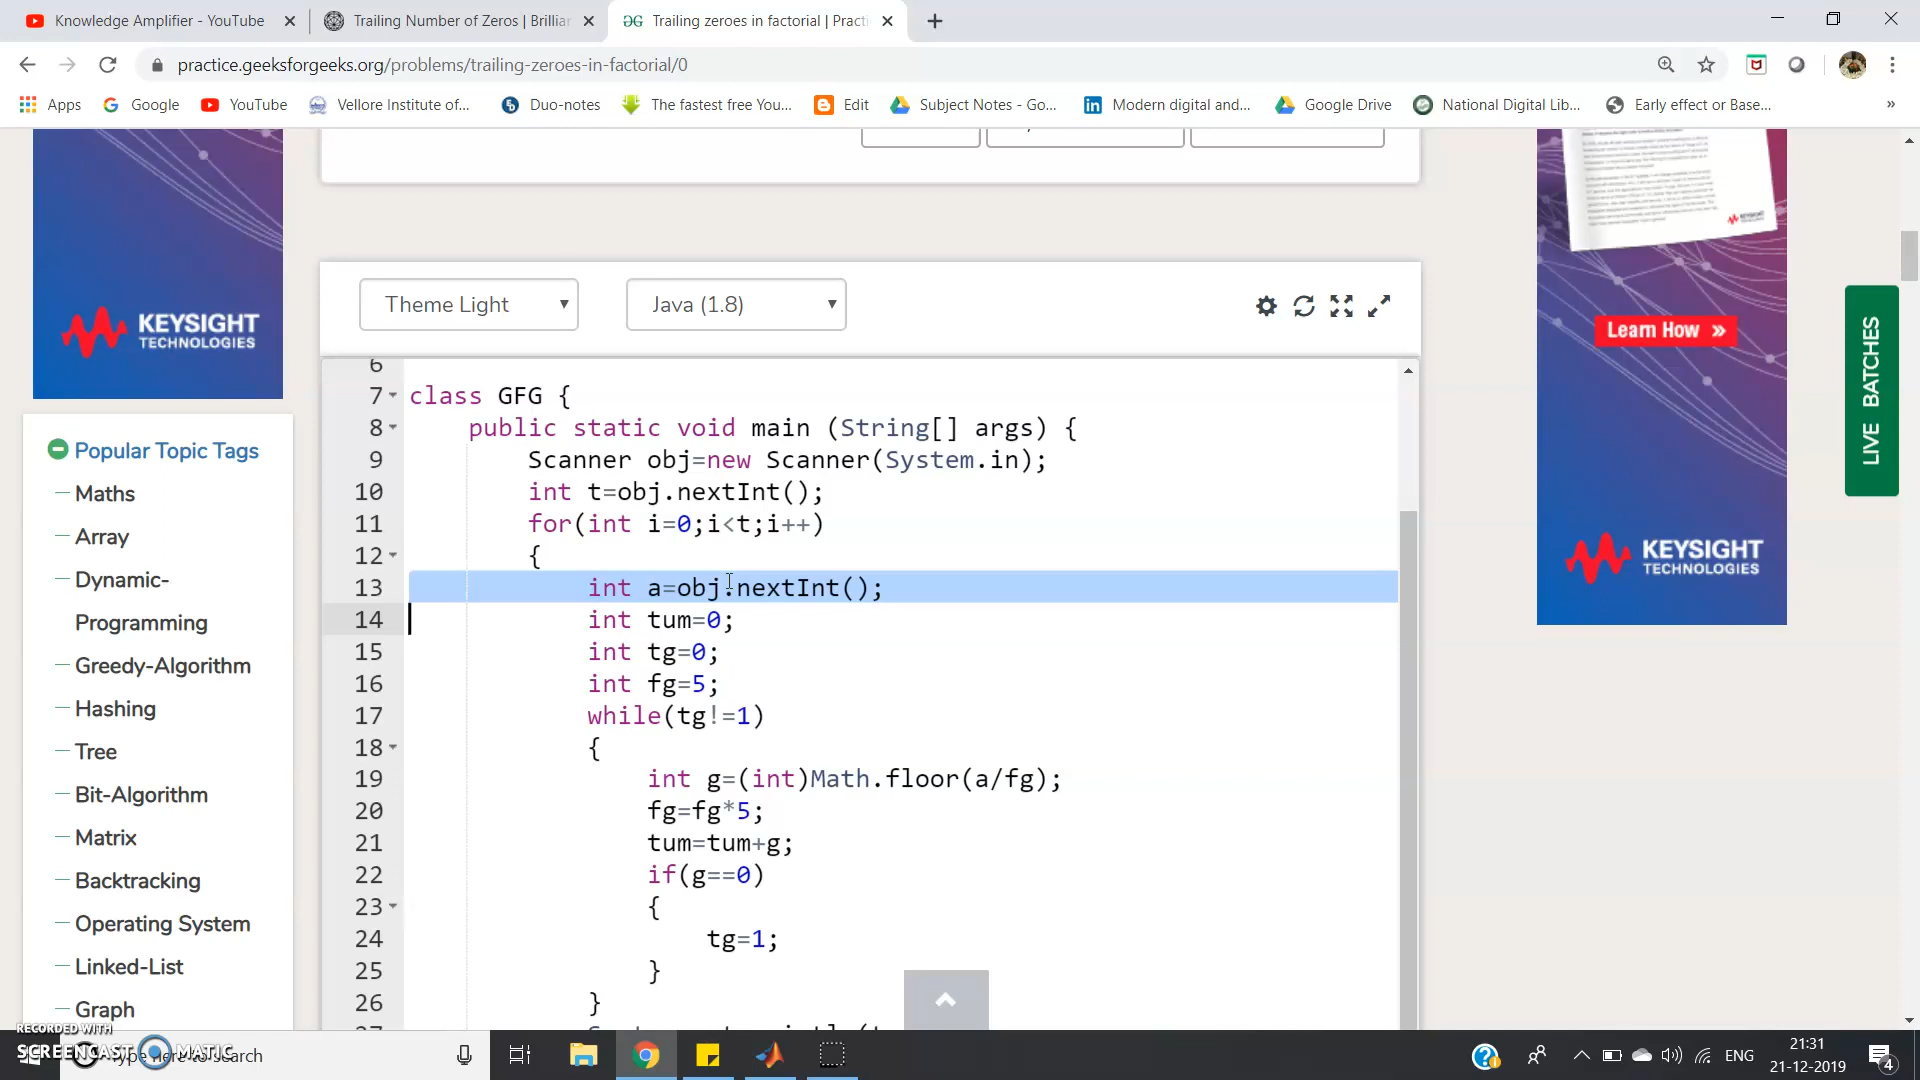 Knowledge Amplifier - YouTube
Trailing Number of Zeros | Brillian
Trailing zeroes in factorial | Practi
practice.geeksforgeeks.org/problems/trailing-zeroes-in-factorial/0
Apps Google YouTube Vellore Institute of... Duo-notes The fastest free You... Edit Subject Notes - Go... Modern digital and... Google Drive National Digital Lib... Early effect or Base... »
KEYSIGHT
TECHNOLOGIES
KEYSIGHT
TECHNOLOGIES
Learn How »
KEYSIGHT
TECHNOLOGIES
LIVE BATCHES
Theme Light
Java (1.8)
Popular Topic Tags
Maths
Array
Dynamic-
Programming
Greedy-Algorithm
Hashing
Tree
Bit-Algorithm
Matrix
Backtracking
Operating System
Linked-List
Graph
6
7 class GFG {
8 public static void main (String[] args) {
9 Scanner obj=new Scanner(System.in);
10 int t=obj.nextInt();
11 for(int i=0;i<t;i++)
12 {
13 int a=obj.nextInt();
14 int tum=0;
15 int tg=0;
16 int fg=5;
17 while(tg!=1)
18 {
19 int g=(int)Math.floor(a/fg);
20 fg=fg*5;
21 tum=tum+g;
22 if(g==0)
23 {
24 tg=1;
25 }
26 }
RECORDED WITH
SCREENCAST MATIC
Type here to search
ENG
21:31
21-12-2019
4